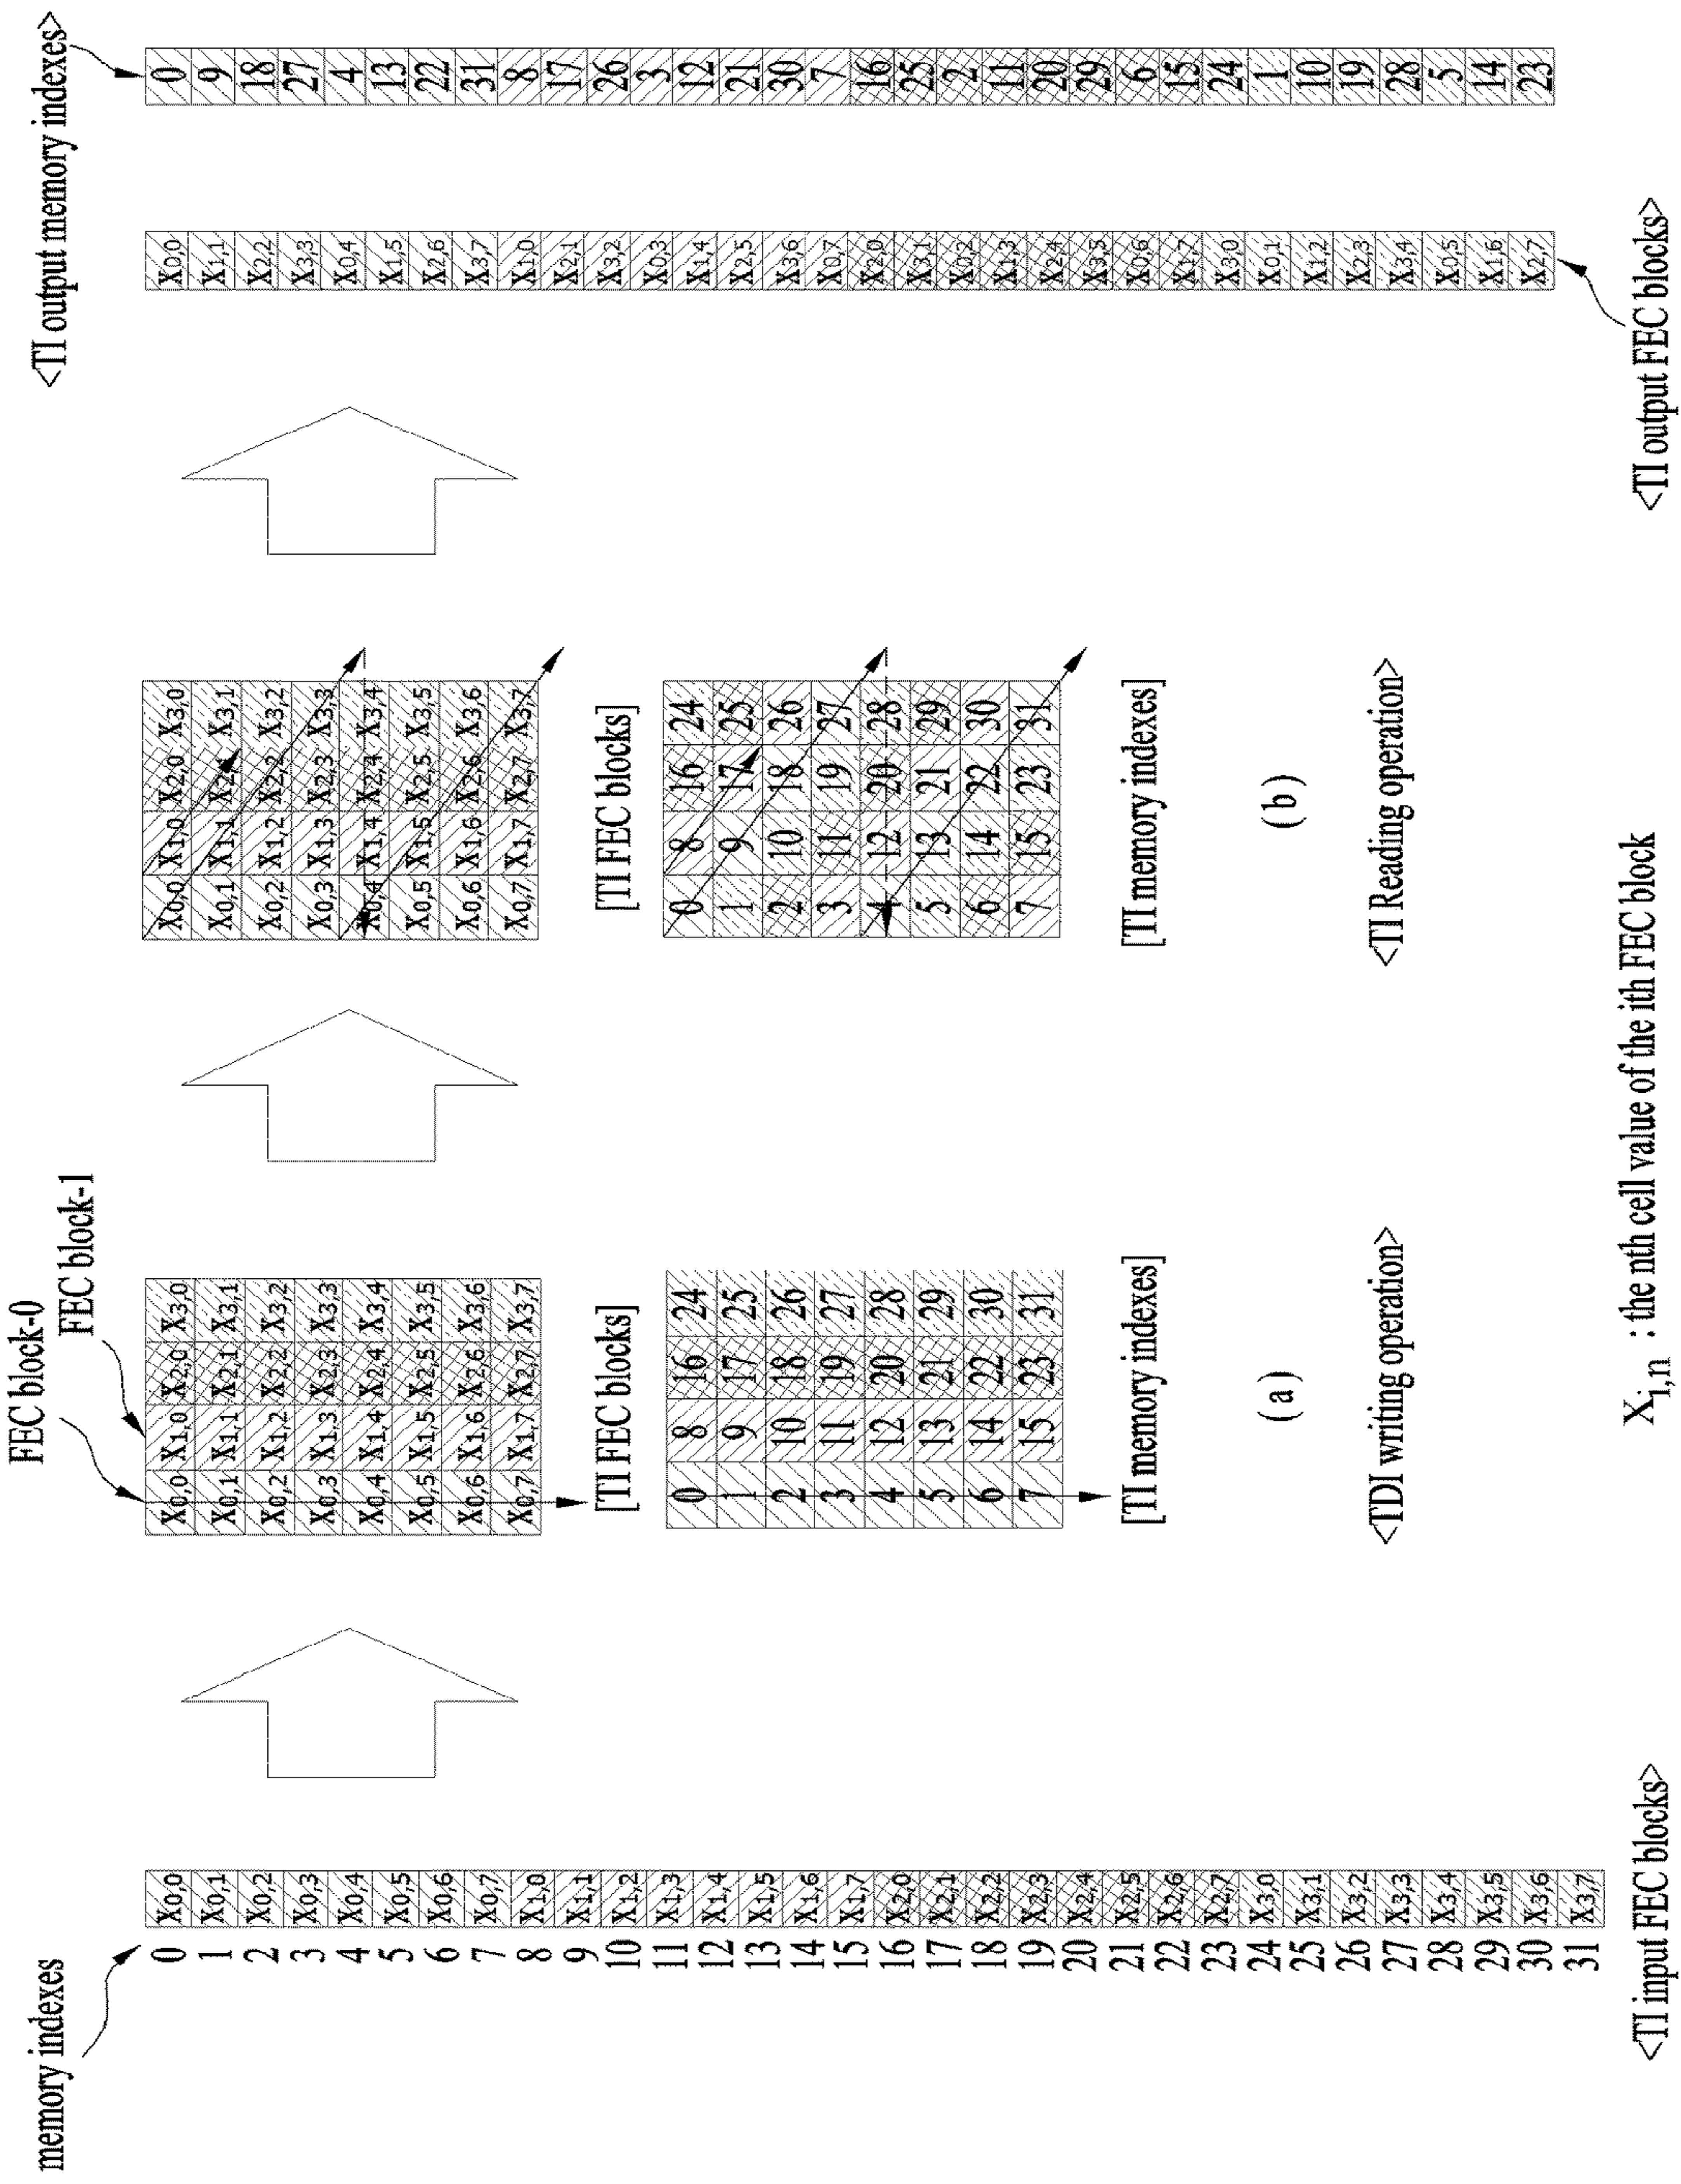 memory indexes
0 X0,0
1 X0,1
2 X0,2
3 X0,3
4 X0,4
5 X0,5
6 X0,6
7 X0,7
8 X1,0
9 X1,1
10 X1,2
11 X1,3
12 X1,4
13 X1,5
14 X1,6
15 X1,7
16 X2,0
17 X2,1
18 X2,2
19 X2,3
20 X2,4
21 X2,5
22 X2,6
23 X2,7
24 X3,0
25 X3,1
26 X3,2
27 X3,3
28 X3,4
29 X3,5
30 X3,6
31 X3,7
<TI input FEC blocks>
FEC block-0
FEC block-1
X0,0 X1,0 X2,0 X3,0
X0,1 X1,1 X2,1 X3,1
X0,2 X1,2 X2,2 X3,2
X0,3 X1,3 X2,3 X3,3
X0,4 X1,4 X2,4 X3,4
X0,5 X1,5 X2,5 X3,5
X0,6 X1,6 X2,6 X3,6
X0,7 X1,7 X2,7 X3,7
[TI FEC blocks]
0 8 16 24
1 9 17 25
2 10 18 26
3 11 19 27
4 12 20 28
5 13 21 29
6 14 22 30
7 15 23 31
[TI memory indexes]
(a)
<TDI writing operation>
X0,0 X1,0 X2,0 X3,0
X0,1 X1,1 X2,1 X3,1
X0,2 X1,2 X2,2 X3,2
X0,3 X1,3 X2,3 X3,3
X0,4 X1,4 X2,4 X3,4
X0,5 X1,5 X2,5 X3,5
X0,6 X1,6 X2,6 X3,6
X0,7 X1,7 X2,7 X3,7
[TI FEC blocks]
0 8 16 24
1 9 17 25
2 10 18 26
3 11 19 27
4 12 20 28
5 13 21 29
6 14 22 30
7 15 23 31
[TI memory indexes]
(b)
<TI Reading operation>
<TI output memory indexes>
X0,0 0
X1,1 9
X2,2 18
X3,3 27
X0,4 4
X1,5 13
X2,6 22
X3,7 31
X1,0 8
X2,1 17
X3,2 26
X0,3 3
X1,4 12
X2,5 21
X3,6 30
X0,7 7
X2,0 16
X3,1 25
X0,2 2
X1,3 11
X2,4 20
X3,5 29
X0,6 6
X1,7 15
X3,0 24
X0,1 1
X1,2 10
X2,3 19
X3,4 28
X0,5 5
X1,6 14
X2,7 23
<TI output FEC blocks>
Xi,n : the nth cell value of the ith FEC block